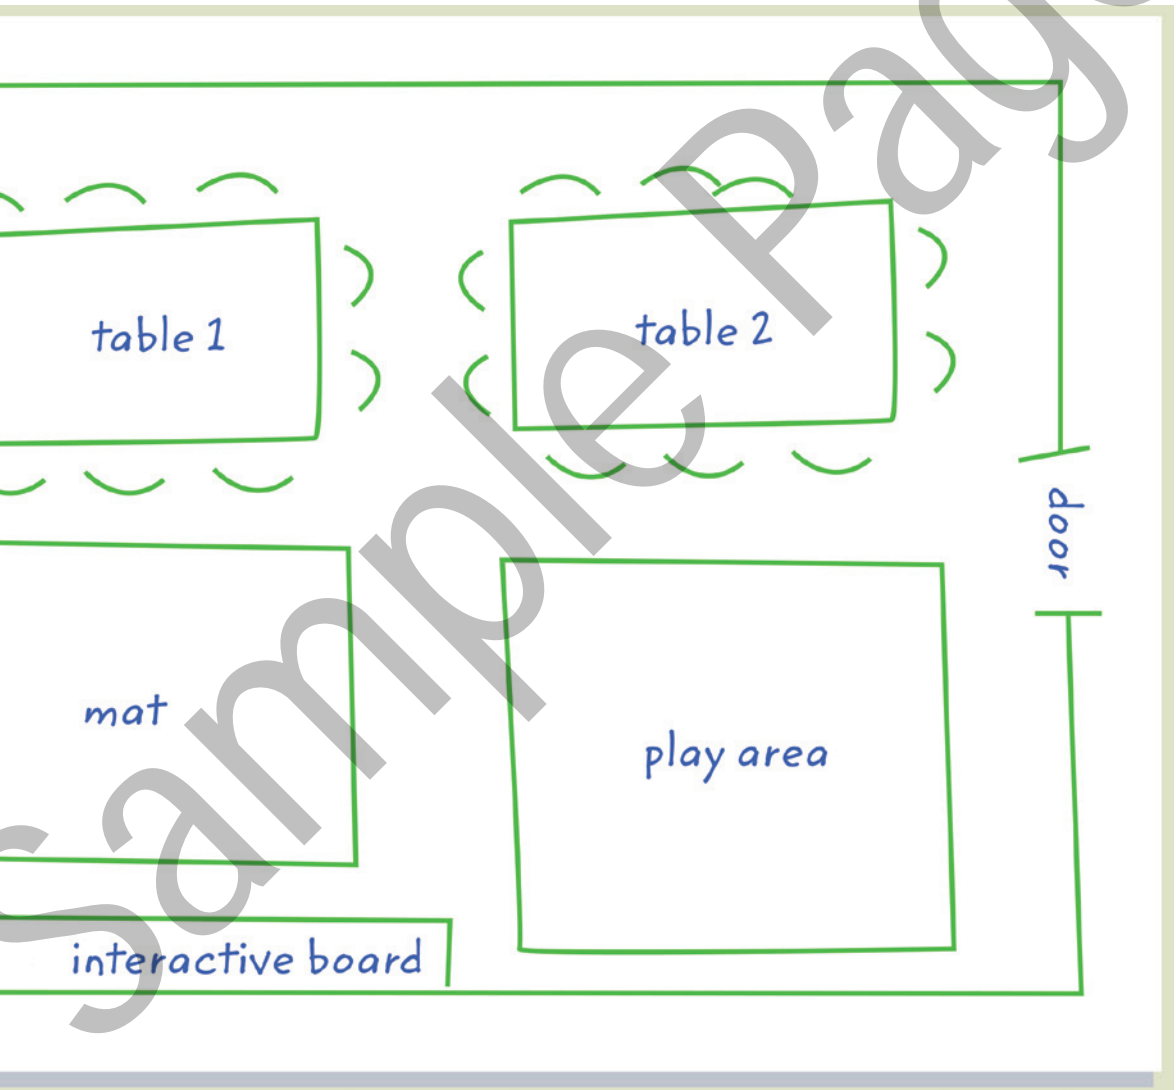 table 1
table 2
door
mat
play area
interactive board
Sample Page